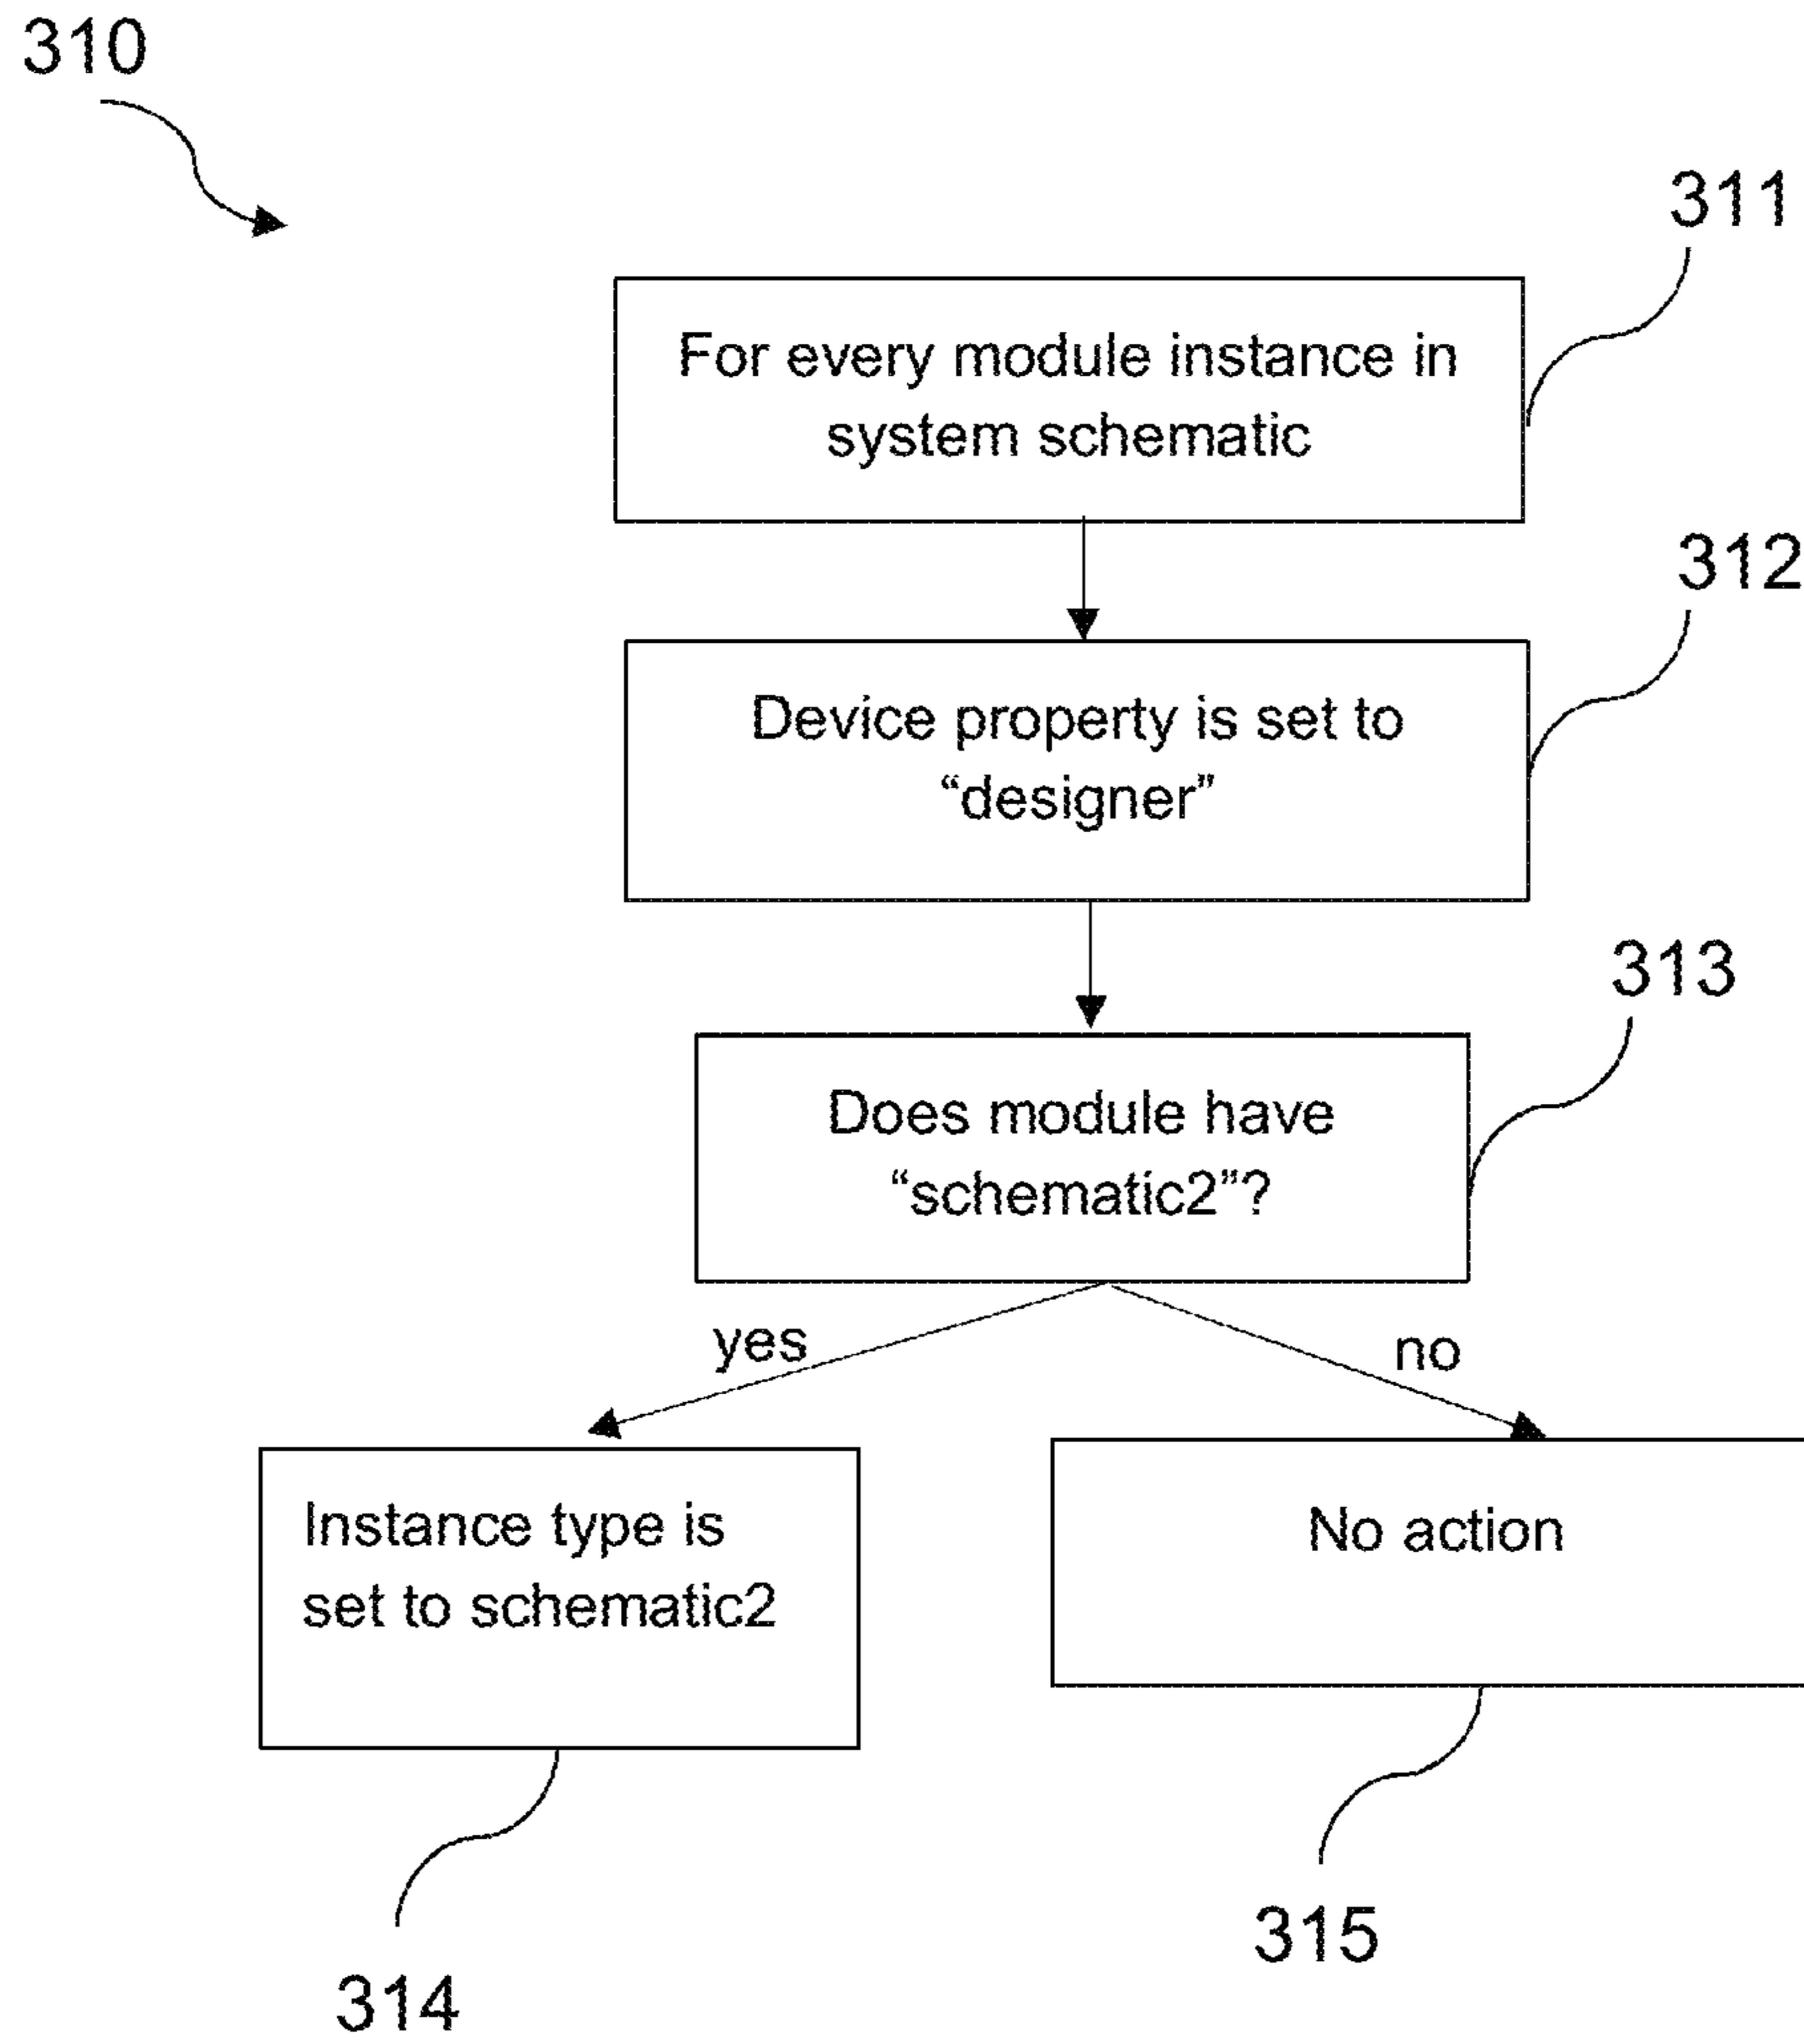 310
311
For every module instance in
system schematic
312
Device property is set to
“designer”
313
Does module have
“schematic2”?
yes
no
Instance type is
set to schematic2
No action
315
314